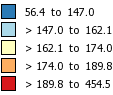 56.4 to 147.0
> 147.0 to 162.1
> 162.1 to 174.0
> 174.0 to 189.8
> 189.8 to 454.5